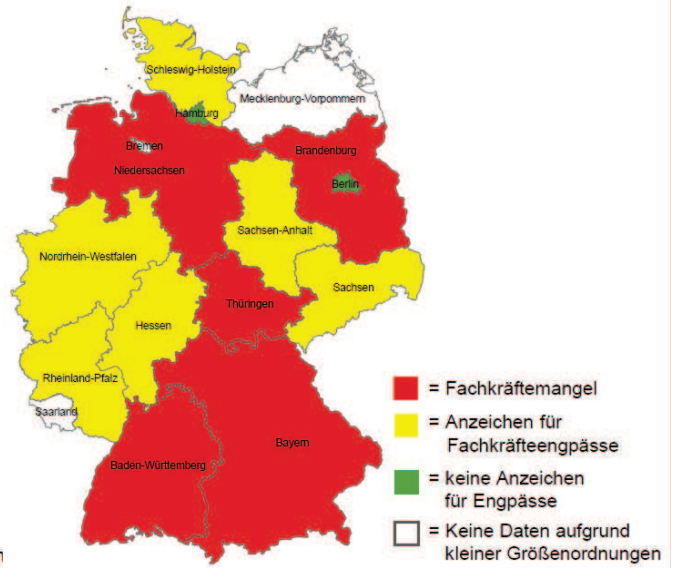 Schleswig-Holstein
Mecklenburg-Vorpommern
Hamburg
Bremen
Brandenburg
Niedersachsen
Berlin
Sachsen-Anhalt
Nordrhein-Westfalen
Sachsen
Thüringen
Hessen
Rheinland-Pfalz
Saarland
Bayern
Baden-Württemberg
= Fachkräftemangel
= Anzeichen für
Fachkräfteengpässe
= keine Anzeichen
für Engpässe
= Keine Daten aufgrund
kleiner Größenordnungen